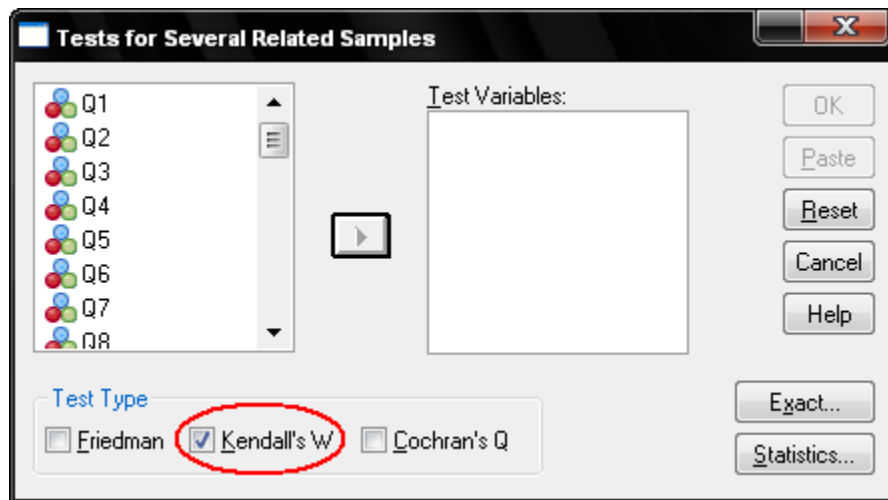 Tests for Several Related Samples
Q1
Q2
Q3
Q4
Q5
Q6
Q7
Q8
Test Variables:
OK
Paste
Reset
Cancel
Help
Test Type
Friedman
Kendall's W
Cochran's Q
Exact...
Statistics...